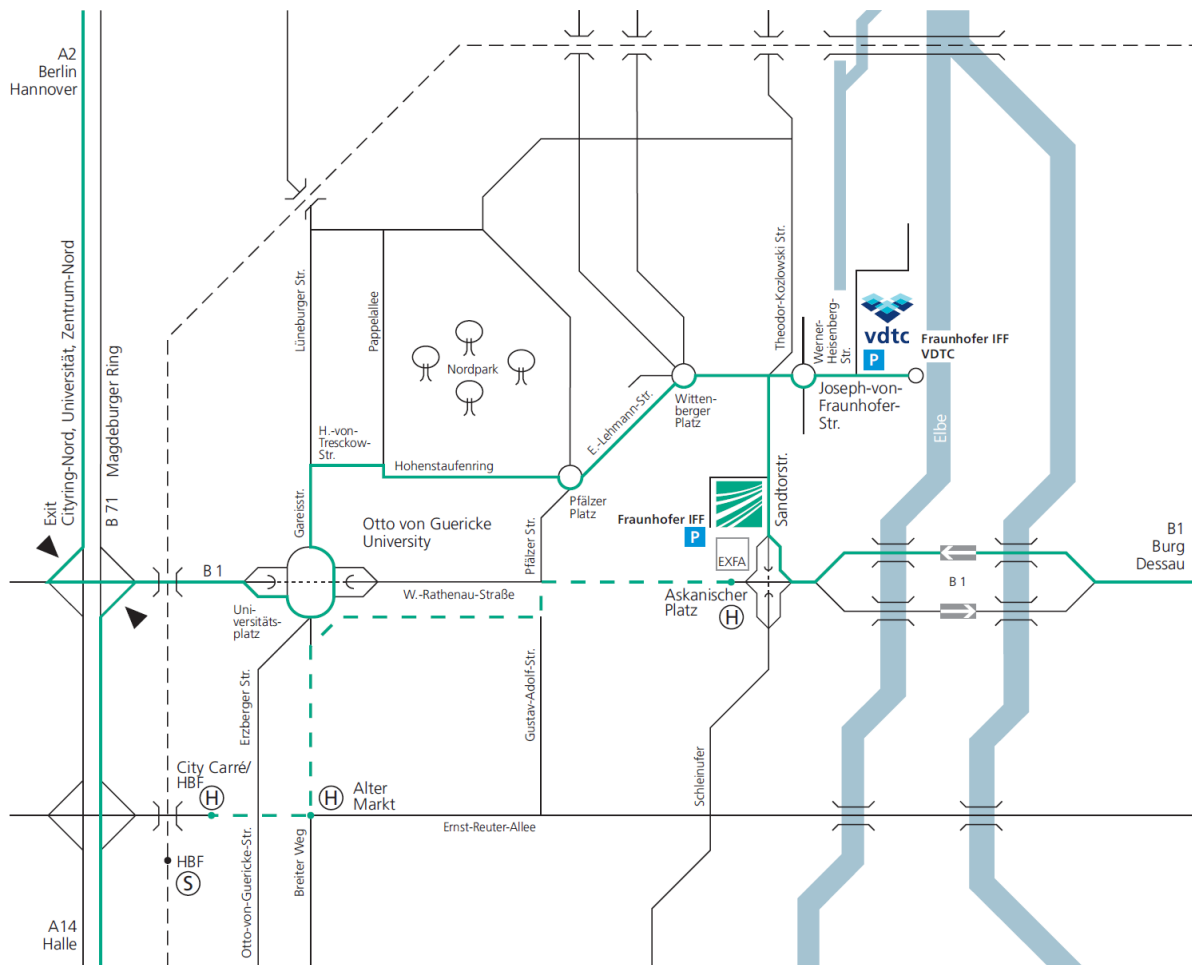 A2
Berlin
Hannover
Exit
Cityring-Nord, Universität, Zentrum-Nord
B 71   Magdeburger Ring
Lüneburger Str.
Pappelallee
Nordpark
Theodor-Kozlowski Str.
Werner-
Heisenberg-
Str.
vdtc
P
Fraunhofer IFF
VDTC
Joseph-von-
Fraunhofer-
Str.
Elbe
Witten-
berger
Platz
E.-Lehmann-Str.
H.-von-
Tresckow-
Str.
Hohenstaufenring
Pfälzer
Platz
Gareisstr.
Otto von Guericke
University
Pfälzer Str.
Fraunhofer IFF
P
Sandtorstr.
EXFA
B1
Burg
Dessau
B 1
B 1
W.-Rathenau-Straße
Askanischer
Platz
H
Uni-
versitäts-
platz
Erzberger Str.
Gustav-Adolf-Str.
Schleinufer
City Carré/
HBF
H
H
Alter
Markt
Ernst-Reuter-Allee
HBF
S
Otto-von-Guericke-Str.
Breiter Weg
A14
Halle